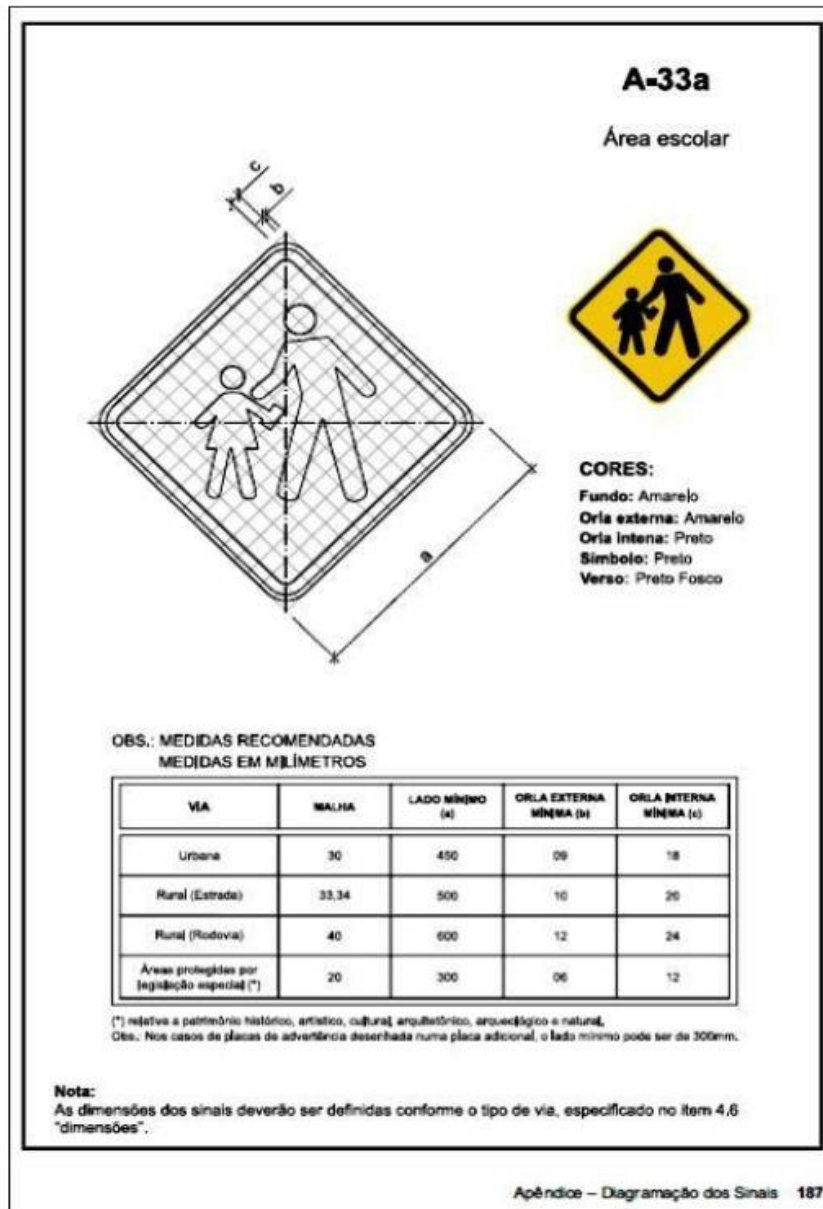 A-33a
Área escolar
c
b
a
CORES:
Fundo: Amarelo
Orla externa: Amarelo
Orla intena: Preto
Símbolo: Preto
Verso: Preto Fosco
OBS.: MEDIDAS RECOMENDADAS
MEDIDAS EM MILÍMETROS
VIA MALHA LADO MÍNIMO (a) ORLA EXTERNA MÍNIMA (b) ORLA INTERNA MÍNIMA (c)
Urbana 30 450 09 18
Rural (Estrada) 33,34 500 10 20
Rural (Rodovia) 40 600 12 24
Áreas protegidas por
legislação especial (*) 20 300 06 12
(*) relativa a patrimônio histórico, artístico, cultural, arquitetônico, arqueológico e natural.
Obs.: Nos casos de placas de advertência desenhada numa placa adicional, o lado mínimo pode ser de 300mm.
Nota:
As dimensões dos sinais deverão ser definidas conforme o tipo de via, especificado no item 4.6
"dimensões".
Apêndice – Diagramação dos Sinais 187